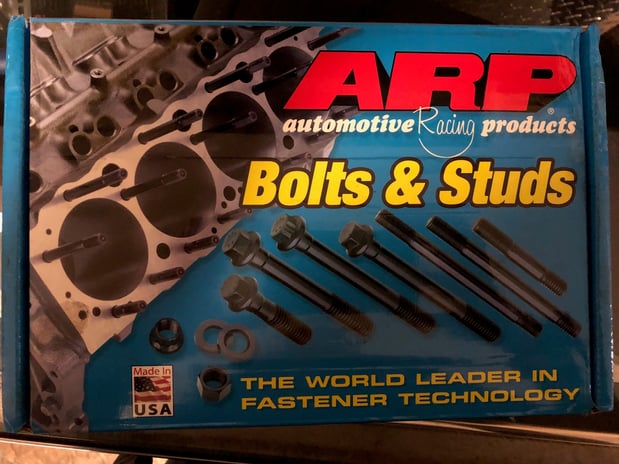 ARP
automotive Racing products®
Bolts & Studs
Made In
USA
THE WORLD LEADER IN
FASTENER TECHNOLOGY